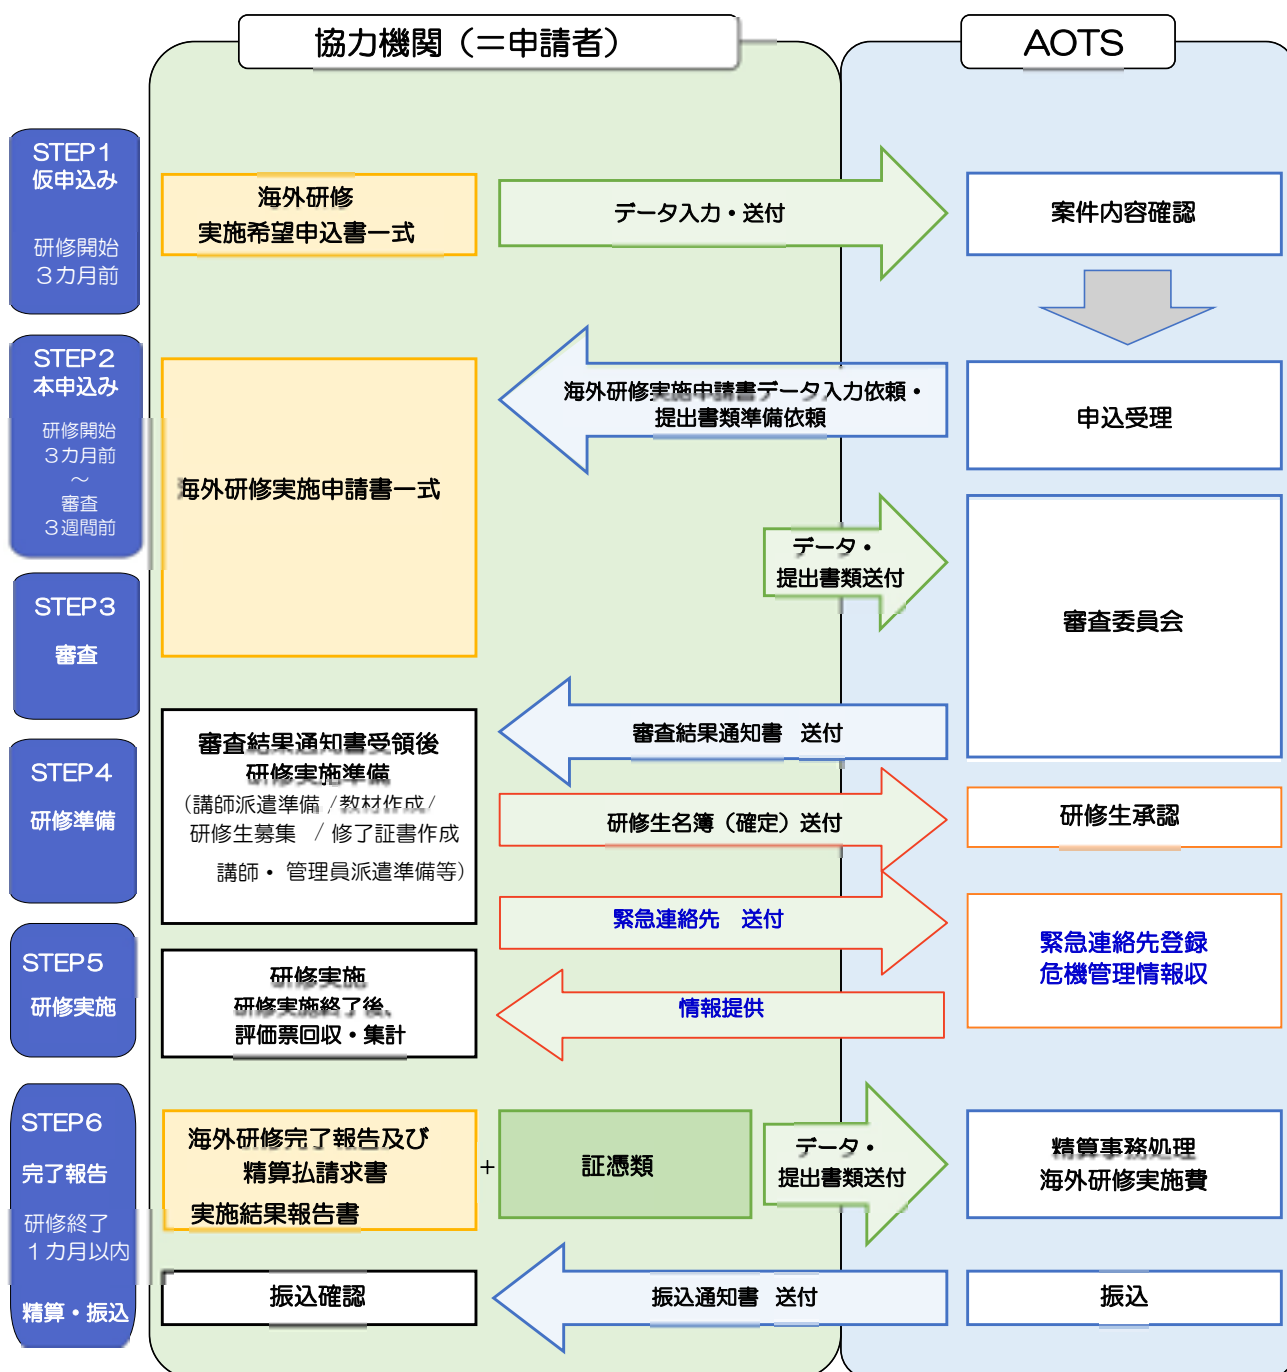 協力機関（＝申請者）
AOTS
STEP1
仮申込み
研修開始
３カ月前
海外研修
実施希望申込書一式
データ入力・送付
案件内容確認
STEP2
本申込み
研修開始
３カ月前
～
審査
３週間前
海外研修実施申請書一式
海外研修実施申請書データ入力依頼・
提出書類準備依頼
申込受理
データ・
提出書類送付
審査委員会
STEP3
審査
審査結果通知書　送付
STEP4
研修準備
審査結果通知書受領後
研修実施準備
（講師派遣準備 /教材作成/
研修生募集　/ 修了証書作成
講師・ 管理員派遣準備等）
研修生名簿（確定）送付
研修生承認
緊急連絡先　送付
緊急連絡先登録
危機管理情報収
STEP5
研修実施
研修実施
研修実施終了後、
評価票回収・集計
情報提供
STEP6
完了報告
研修終了
１カ月以内
精算・振込
海外研修完了報告及び
精算払請求書
実施結果報告書
+
証憑類
データ・
提出書類送付
精算事務処理
海外研修実施費
振込確認
振込通知書　送付
振込